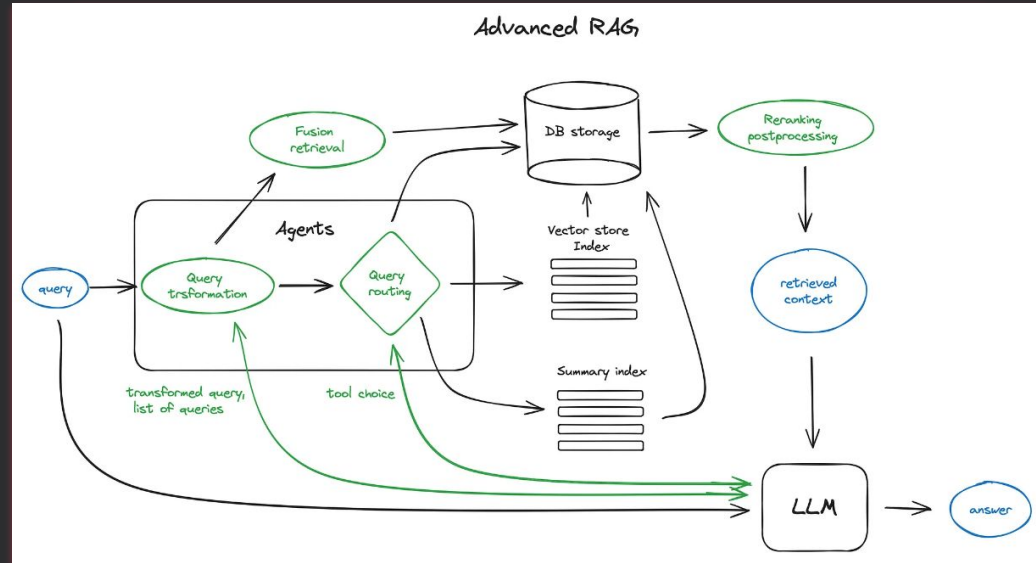 Advanced RAG
Fusion
retrieval
DB storage
Reranking
postprocessing
Agents
Vector store
Index
query
Query
trsformation
Query
routing
retrieved
context
Summary index
transformed query,
list of queries
tool choice
LLM
answer